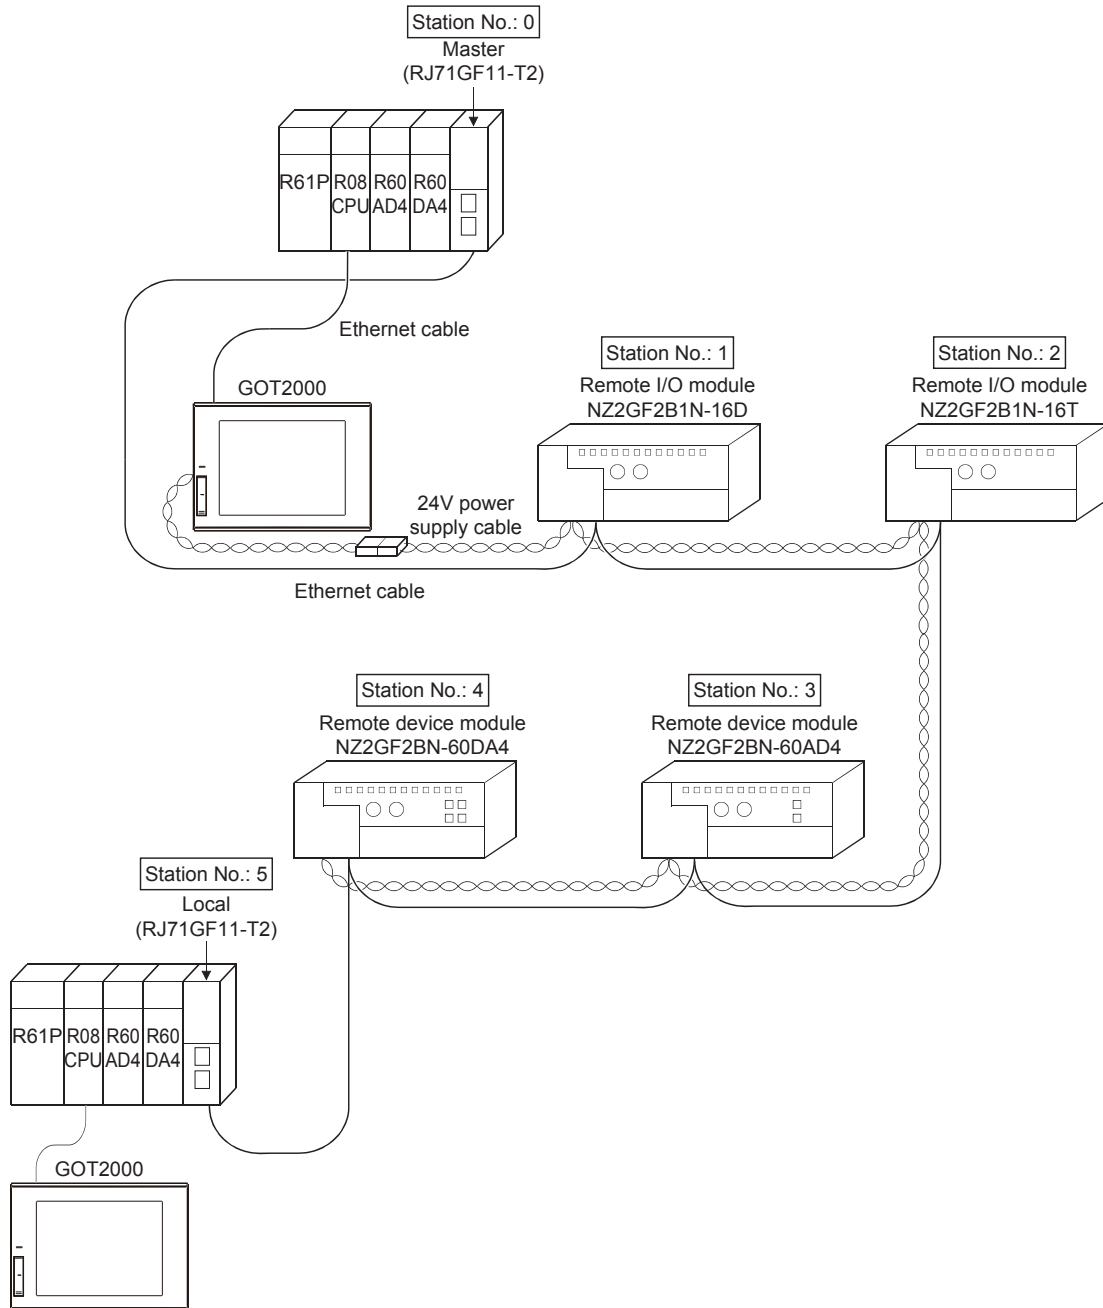 Station No.: 0
Master
(RJ71GF11-T2)
R61P
R08
CPU
R60
AD4
R60
DA4
Ethernet cable
GOT2000
24V power
supply cable
Ethernet cable
Station No.: 1
Remote I/O module
NZ2GF2B1N-16D
Station No.: 2
Remote I/O module
NZ2GF2B1N-16T
Station No.: 4
Remote device module
NZ2GF2BN-60DA4
Station No.: 3
Remote device module
NZ2GF2BN-60AD4
Station No.: 5
Local
(RJ71GF11-T2)
R61P
R08
CPU
R60
AD4
R60
DA4
GOT2000